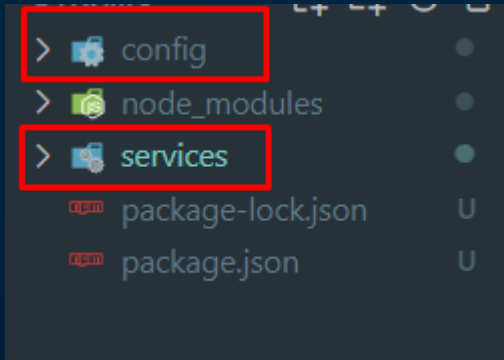 config
node_modules
services
package-lock.json U
package.json U